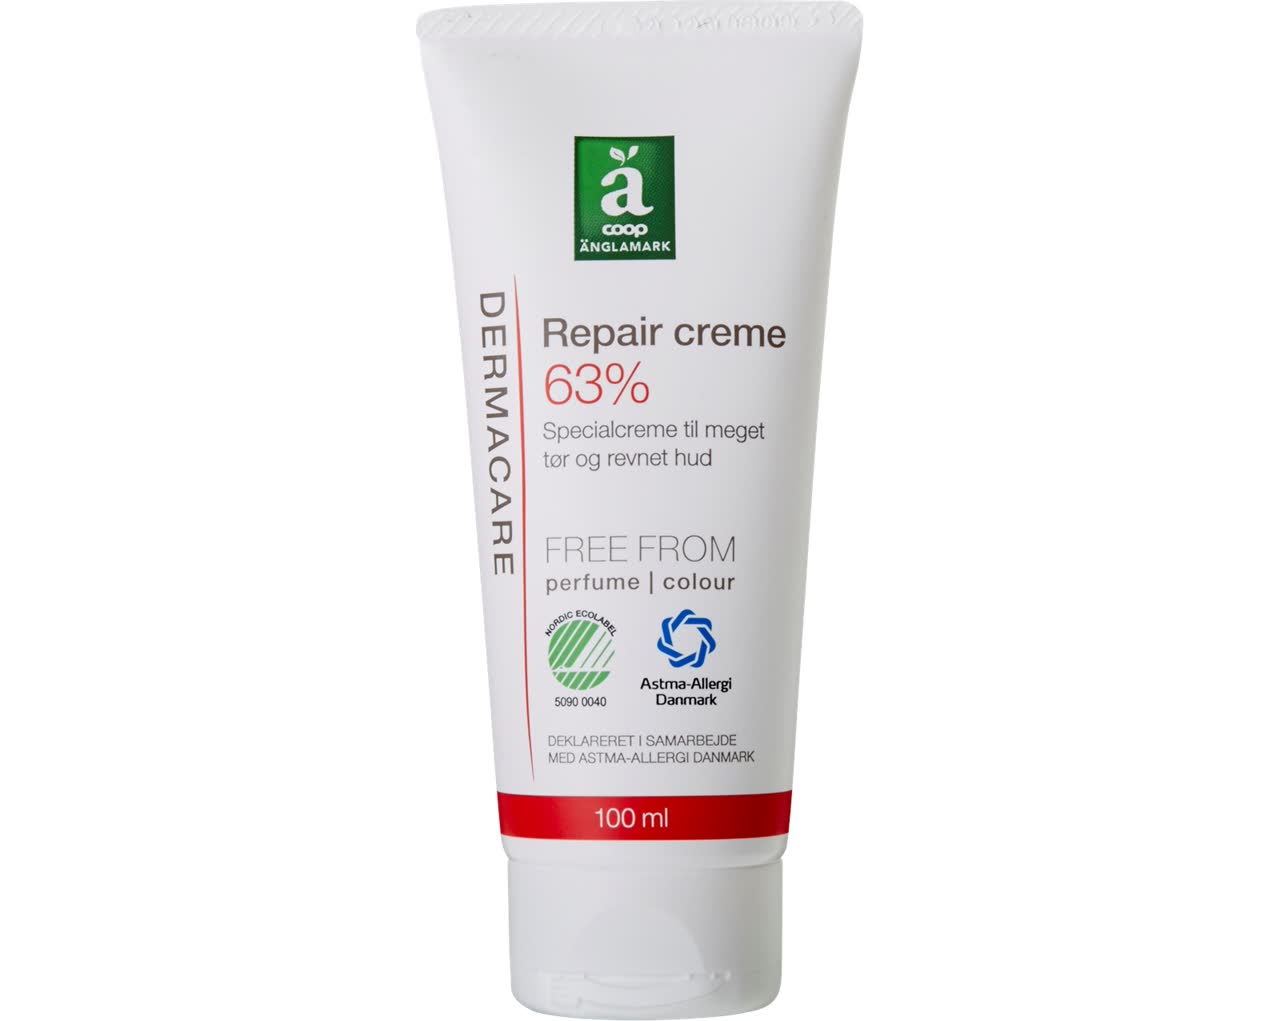 å
coop
ÄNGLAMARK
DERMACARE
Repair creme
63%
Specialcreme til meget
tør og revnet hud
FREE FROM
perfume | colour
NORDIC ECOLABEL
5090 0040
Astma-Allergi
Danmark
DEKLARERET I SAMARBEJDE
MED ASTMA-ALLERGI DANMARK
100 ml